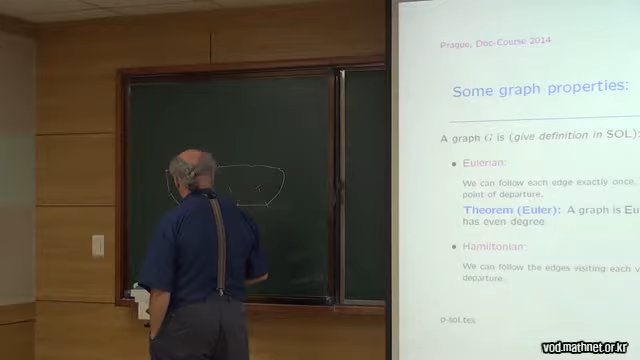 Prague, Doc-Course 2014
Some graph properties:
A graph G is (give definition in SOL):
• Eulerian:
We can follow each edge exactly once,
point of departure.
Theorem (Euler): A graph is Eu
has even degree
• Hamiltonian:
We can follow the edges visiting each v
departure.
p-sol.tex
vod.mathnet.or.kr